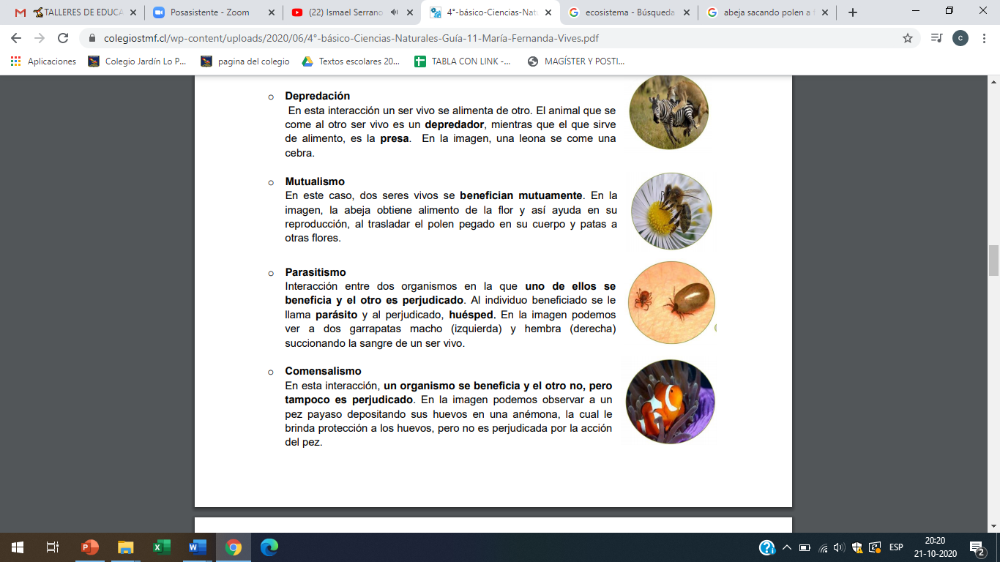 TALLERES DE EDUCA
Posasistente - Zoom
(22) Ismael Serrano
4°-básico-Ciencias-Natu
ecosistema - Búsqueda
abeja sacando polen a f
colegiostmf.cl/wp-content/uploads/2020/06/4°-básico-Ciencias-Naturales-Guía-11-María-Fernanda-Vives.pdf
c
Aplicaciones
Colegio Jardín Lo P...
pagina del colegio
Textos escolares 20...
TABLA CON LINK -...
MAGÍSTER Y POSTI...
Depredación
En esta interacción un ser vivo se alimenta de otro. El animal que se
come al otro ser vivo es un depredador, mientras que el que sirve
de alimento, es la presa. En la imagen, una leona se come una
cebra.
Mutualismo
En este caso, dos seres vivos se benefician mutuamente. En la
imagen, la abeja obtiene alimento de la flor y así ayuda en su
reproducción, al trasladar el polen pegado en su cuerpo y patas a
otras flores.
Parasitismo
Interacción entre dos organismos en la que uno de ellos se
beneficia y el otro es perjudicado. Al individuo beneficiado se le
llama parásito y al perjudicado, huésped. En la imagen podemos
ver a dos garrapatas macho (izquierda) y hembra (derecha)
succionando la sangre de un ser vivo.
Comensalismo
En esta interacción, un organismo se beneficia y el otro no, pero
tampoco es perjudicado. En la imagen podemos observar a un
pez payaso depositando sus huevos en una anémona, la cual le
brinda protección a los huevos, pero no es perjudicada por la acción
del pez.
ESP
20:20
21-10-2020
2